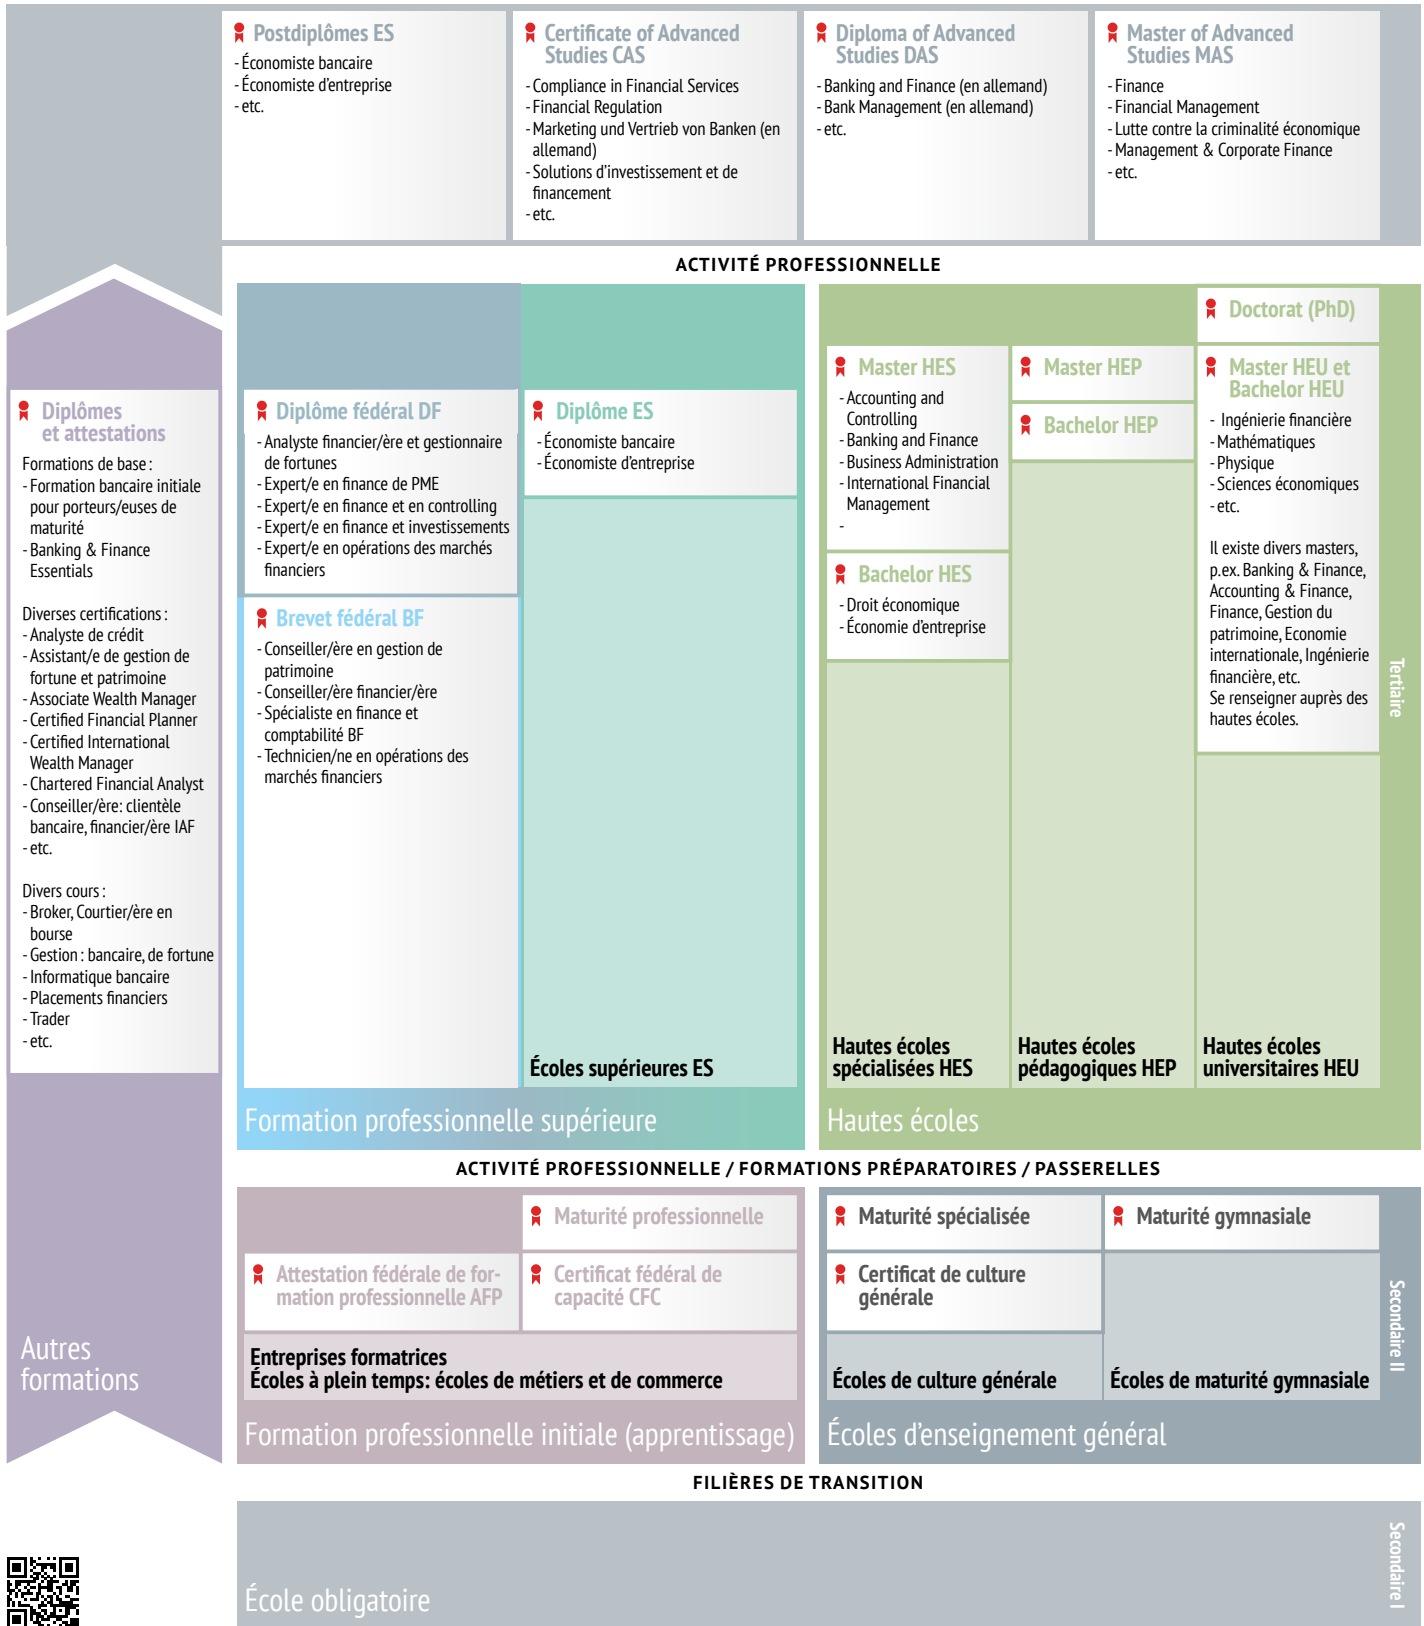 Postdiplômes ES
- Économiste bancaire
- Économiste d'entreprise
- etc.
Certificate of Advanced
Studies CAS
- Compliance in Financial Services
- Financial Regulation
- Marketing und Vertrieb von Banken (en
allemand)
- Solutions d'investissement et de
financement
- etc.
Diploma of Advanced
Studies DAS
- Banking and Finance (en allemand)
- Bank Management (en allemand)
- etc.
Master of Advanced
Studies MAS
- Finance
- Financial Management
- Lutte contre la criminalité économique
- Management & Corporate Finance
- etc.
ACTIVITÉ PROFESSIONNELLE
Diplômes
et attestations
Formations de base :
- Formation bancaire initiale
pour porteurs/euses de
maturité
- Banking & Finance
Essentials
Diverses certifications :
- Analyste de crédit
- Assistant/e de gestion de
fortune et patrimoine
- Associate Wealth Manager
- Certified Financial Planner
- Certified International
Wealth Manager
- Chartered Financial Analyst
- Conseiller/ère: clientèle
bancaire, financier/ère IAF
- etc.
Divers cours :
- Broker, Courtier/ère en
bourse
- Gestion : bancaire, de fortune
- Informatique bancaire
- Placements financiers
- Trader
- etc.
Autres
formations
Diplôme fédéral DF
- Analyste financier/ère et gestionnaire
de fortunes
- Expert/e en finance de PME
- Expert/e en finance et en controlling
- Expert/e en finance et investissements
- Expert/e en opérations des marchés
financiers
Brevet fédéral BF
- Conseiller/ère en gestion de
patrimoine
- Conseiller/ère financier/ère
- Spécialiste en finance et
comptabilité BF
- Technicien/ne en opérations des
marchés financiers
Diplôme ES
- Économiste bancaire
- Économiste d'entreprise
Écoles supérieures ES
Formation professionnelle supérieure
Master HES
- Accounting and
Controlling
- Banking and Finance
- Business Administration
- International Financial
Management
-
Bachelor HES
- Droit économique
- Économie d'entreprise
Hautes écoles
spécialisées HES
Master HEP
Bachelor HEP
Hautes écoles
pédagogiques HEP
Doctorat (PhD)
Master HEU et
Bachelor HEU
- Ingénierie financière
- Mathématiques
- Physique
- Sciences économiques
- etc.
Il existe divers masters,
p.ex. Banking & Finance,
Accounting & Finance,
Finance, Gestion du
patrimoine, Economie
internationale, Ingénierie
financière, etc.
Se renseigner auprès des
hautes écoles.
Hautes écoles
universitaires HEU
Hautes écoles
Tertiaire
ACTIVITÉ PROFESSIONNELLE / FORMATIONS PRÉPARATOIRES / PASSERELLES
Maturité professionnelle
Attestation fédérale de for-
mation professionnelle AFP
Certificat fédéral de
capacité CFC
Entreprises formatrices
Écoles à plein temps: écoles de métiers et de commerce
Formation professionnelle initiale (apprentissage)
Maturité spécialisée
Certificat de culture
générale
Écoles de culture générale
Maturité gymnasiale
Écoles de maturité gymnasiale
Écoles d'enseignement général
Secondaire II
FILIÈRES DE TRANSITION
École obligatoire
Secondaire I